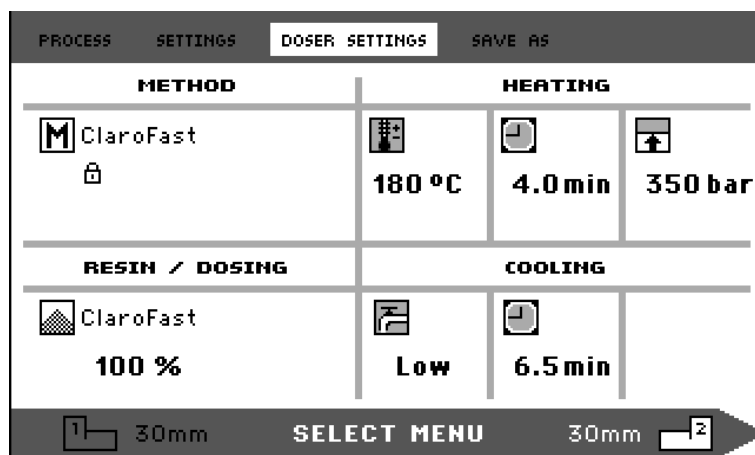 PROCESS SETTINGS DOSER SETTINGS SAVE AS
METHOD HEATING
M ClaroFast
180 ºC 4.0 min 350 bar
RESIN / DOSING COOLING
ClaroFast
100 % Low 6.5 min
1 30mm SELECT MENU 30mm 2